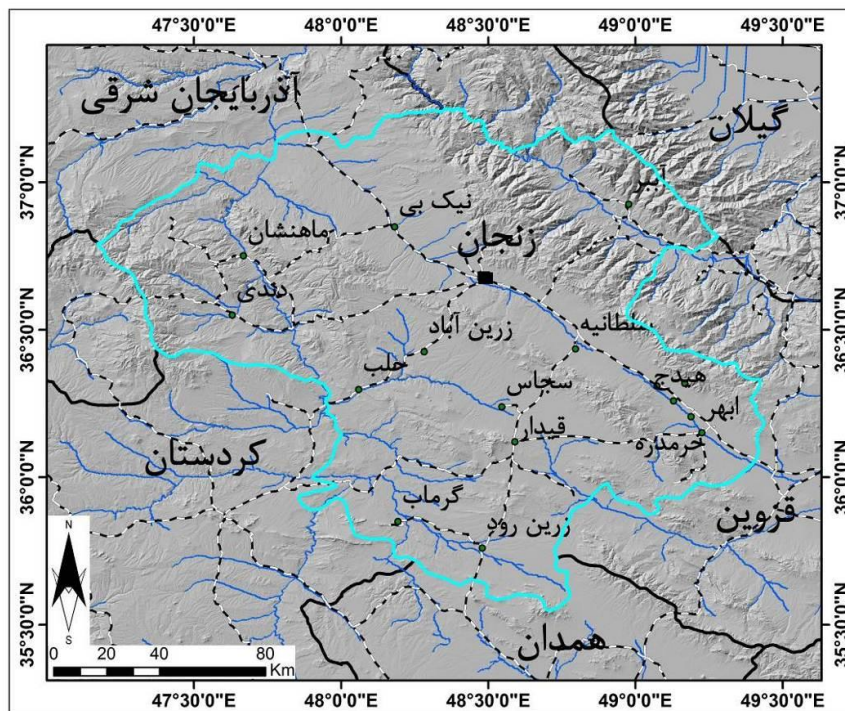 47°30'0"E 48°0'0"E 48°30'0"E 49°0'0"E 49°30'0"E
آذربایجان شرقی
گیلان
37°0'0"N
37°0'0"N
آببر
نیک پی
زنجان
ماهنشان
دندی
36°30'0"N
36°30'0"N
سلطانیه
زرین آباد
حلب
هیدج
سجاس
ابهر
قیدار
خرمدره
کردستان
36°0'0"N
36°0'0"N
قزوین
گرماب
زرین رود
N
S
همدان
35°30'0"N
35°30'0"N
0 20 40 80
Km
47°30'0"E 48°0'0"E 48°30'0"E 49°0'0"E 49°30'0"E